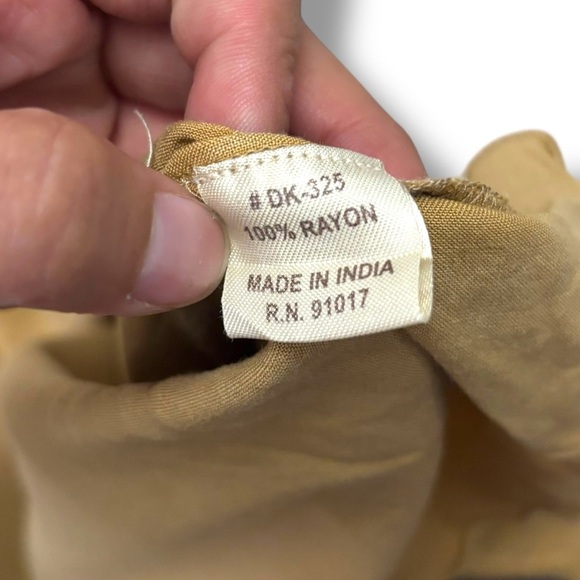 # DK-325
100% RAYON
MADE IN INDIA
R.N. 91017